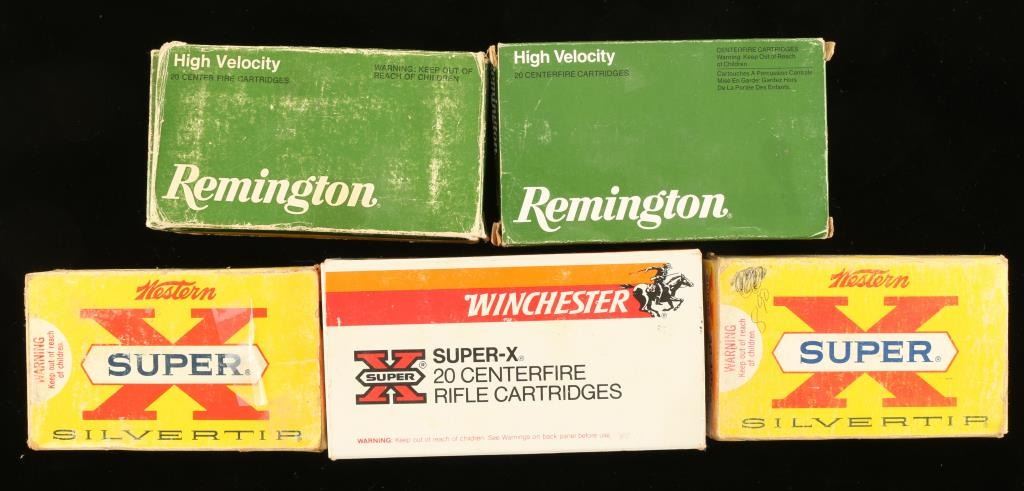 High Velocity
20 CENTER FIRE CARTRIDGES
WARNING: KEEP OUT OF
REACH OF CHILDREN
Remington
Remington
High Velocity
20 CENTERFIRE CARTRIDGES
CENTERFIRE CARTRIDGES
Warning: Keep Out of Reach
of Children
Cartouches A Percussion Centrale
Mise En Garde: Gardez Hors
De La Portée Des Enfants.
Remington®
Western
X
SUPER®
WARNING
Keep out of reach
of children.
SILVERTIP
WINCHESTER
TM
®
X
SUPER
®
SUPER-X®
20 CENTERFIRE
RIFLE CARTRIDGES
WARNING: Keep out of reach of children. See Warnings on back panel before use.
Western
X
SUPER®
WARNING
Keep out of reach
of children.
SILVERTIP